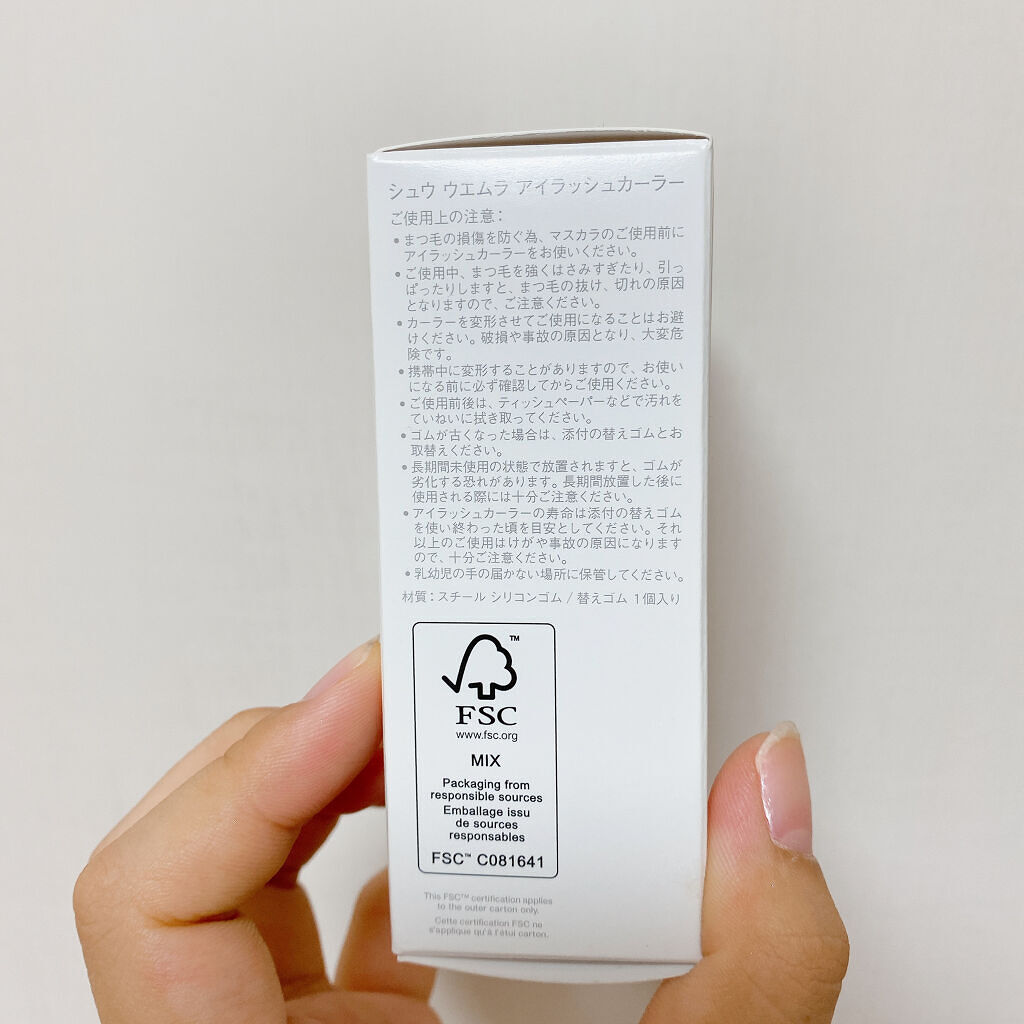 シュウ ウエムラ アイラッシュカーラー
ご使用上の注意：
•まつ毛の損傷を防ぐ為、マスカラのご使用前に
アイラッシュカーラーをお使いください。
•ご使用中、まつ毛を強くはさみすぎたり、引っ
ぱったりしますと、まつ毛の抜け、切れの原因
となりますので、ご注意ください。
•カーラーを変形させてご使用になることはお避
けください。破損や事故の原因となり、大変危
険です。
•携帯中に変形することがありますので、お使い
になる前に必ず確認してからご使用ください。
•ご使用前後は、ティッシュペーパーなどで汚れを
ていねいに拭き取ってください。
•ゴムが古くなった場合は、添付の替えゴムとお
取替えください。
•長期間未使用の状態で放置されますと、ゴムが
劣化する恐れがあります。長期間放置した後に
使用される際には十分ご注意ください。
•アイラッシュカーラーの寿命は添付の替えゴム
を使い終わった頃を目安としてください。それ
以上のご使用はけがや事故の原因になります
ので、十分ご注意ください。
•乳幼児の手の届かない場所に保管してください。
材質：スチール シリコンゴム / 替えゴム 1個入り
™
FSC
www.fsc.org
MIX
Packaging from
responsible sources
Emballage issu
de sources
responsables
FSC™ C081641
This FSC™ certification applies
to the outer carton only.
Cette certification FSC ne
s'applique qu'à l'étui carton.